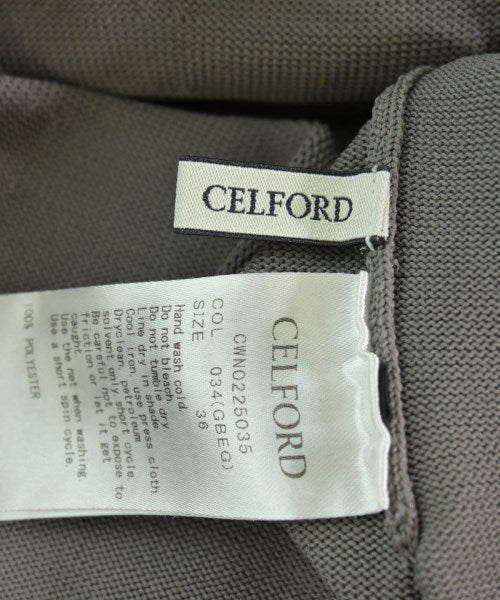 CELFORD
CELFORD
CWNO225035
COL 034(GBEG)
SIZE 36
Hand wash cold.
Do not bleach.
Do not tumble dry.
Line dry in shade.
Cool iron, use press cloth.
Dryclean, petroleum
solvent only short cycle
Be careful not to expose to
friction or let it get
caught.
Use the net when washing.
Use a short spin cycle.
100% POLYESTER